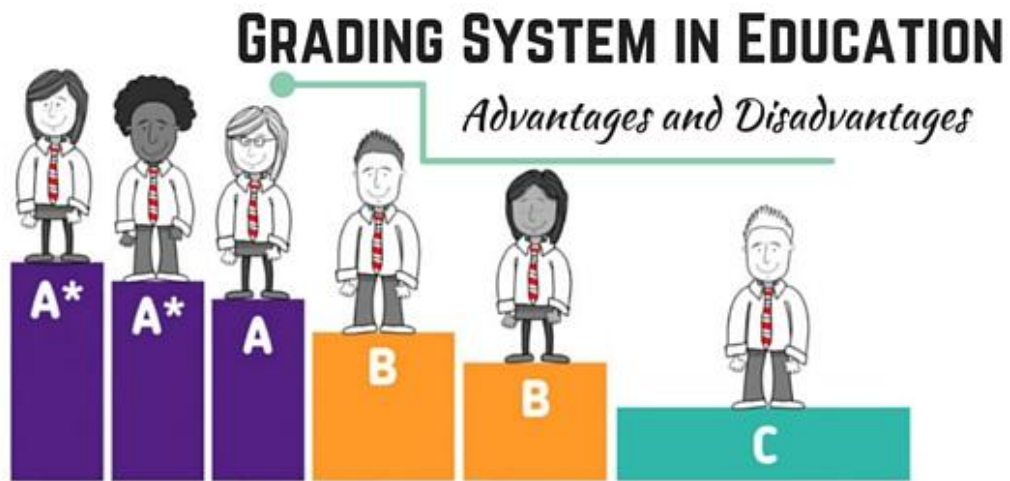 GRADING SYSTEM IN EDUCATION
Advantages and Disadvantages
A*
A*
A
B
B
C